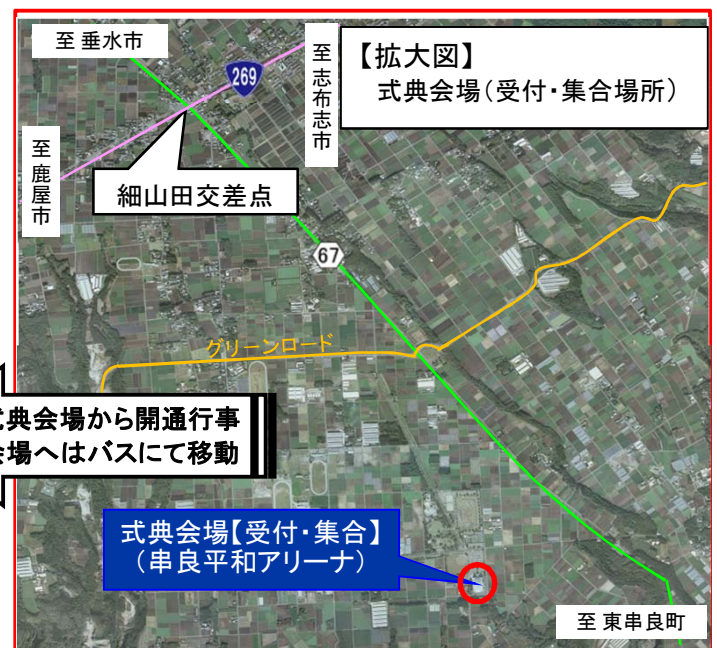 至 垂水市
269
至志布志市
【拡大図】
式典会場（受付・集合場所）
至鹿屋市
細山田交差点
67
グリーンロード
式典会場から開通行事
会場へはバスにて移動
式典会場【受付・集合】
（串良平和アリーナ）
至 東串良町